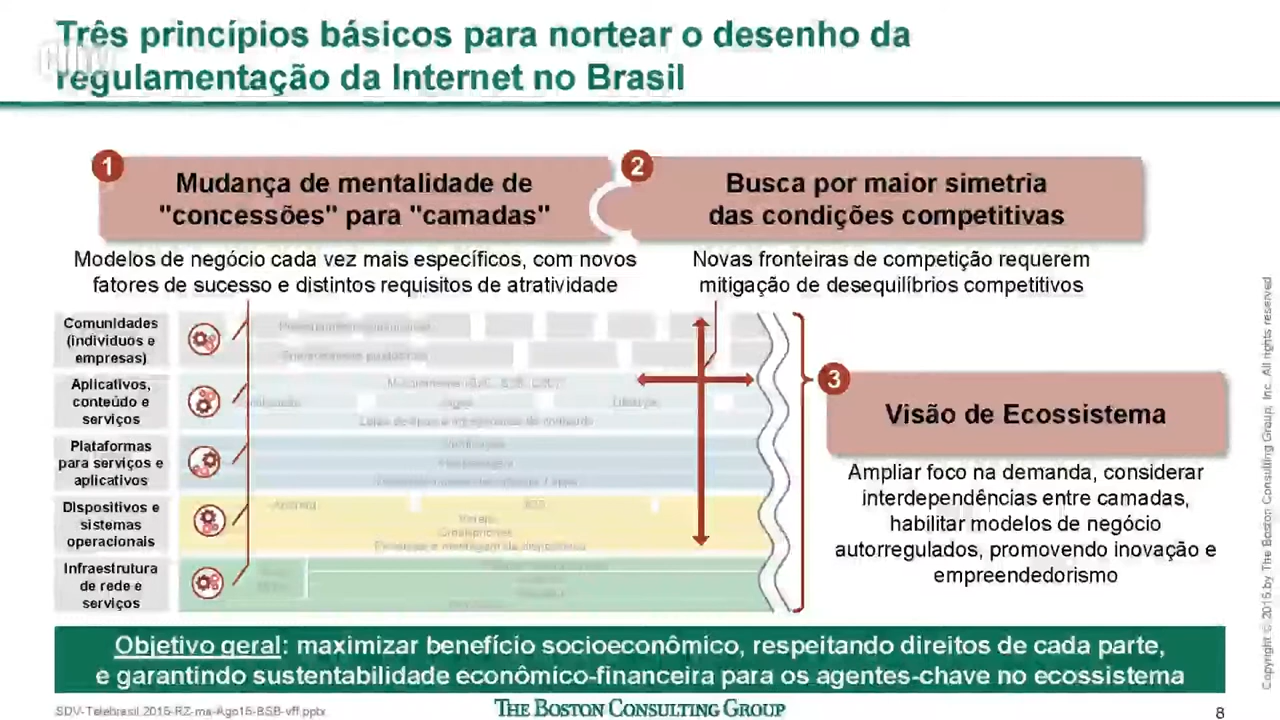 Três princípios básicos para nortear o desenho da
regulamentação da Internet no Brasil
1
Mudança de mentalidade de
"concessões" para "camadas"
Modelos de negócio cada vez mais específicos, com novos
fatores de sucesso e distintos requisitos de atratividade
2
Busca por maior simetria
das condições competitivas
Novas fronteiras de competição requerem
mitigação de desequilíbrios competitivos
Comunidades
(individuos e
empresas)
Aplicativos,
conteúdo e
serviços
Plataformas
para serviços e
aplicativos
Dispositivos e
sistemas
operacionais
Infraestrutura
de rede e
serviços
3
Visão de Ecossistema
Ampliar foco na demanda, considerar
interdependências entre camadas,
habilitar modelos de negócio
autorregulados, promovendo inovação e
empreendedorismo
Objetivo geral: maximizar benefício socioeconômico, respeitando direitos de cada parte,
e garantindo sustentabilidade econômico-financeira para os agentes-chave no ecossistema
SDV-Telebrasil 2015-RZ-ma-Ago15-BSB-vff.pptx
THE BOSTON CONSULTING GROUP
8
Copyright © 2015 by The Boston Consulting Group, Inc. All rights reserved